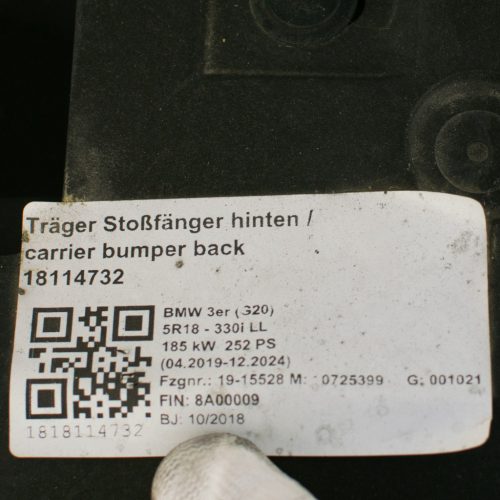 Träger Stoßfänger hinten /
carrier bumper back
18114732
BMW 3er (G20)
5R18 - 330i LL
185 kW 252 PS
(04.2019-12.2024)
Fzgnr.: 19-15528 M: 0725399 G: 001021
FIN: 8A00009
BJ: 10/2018
1818114732